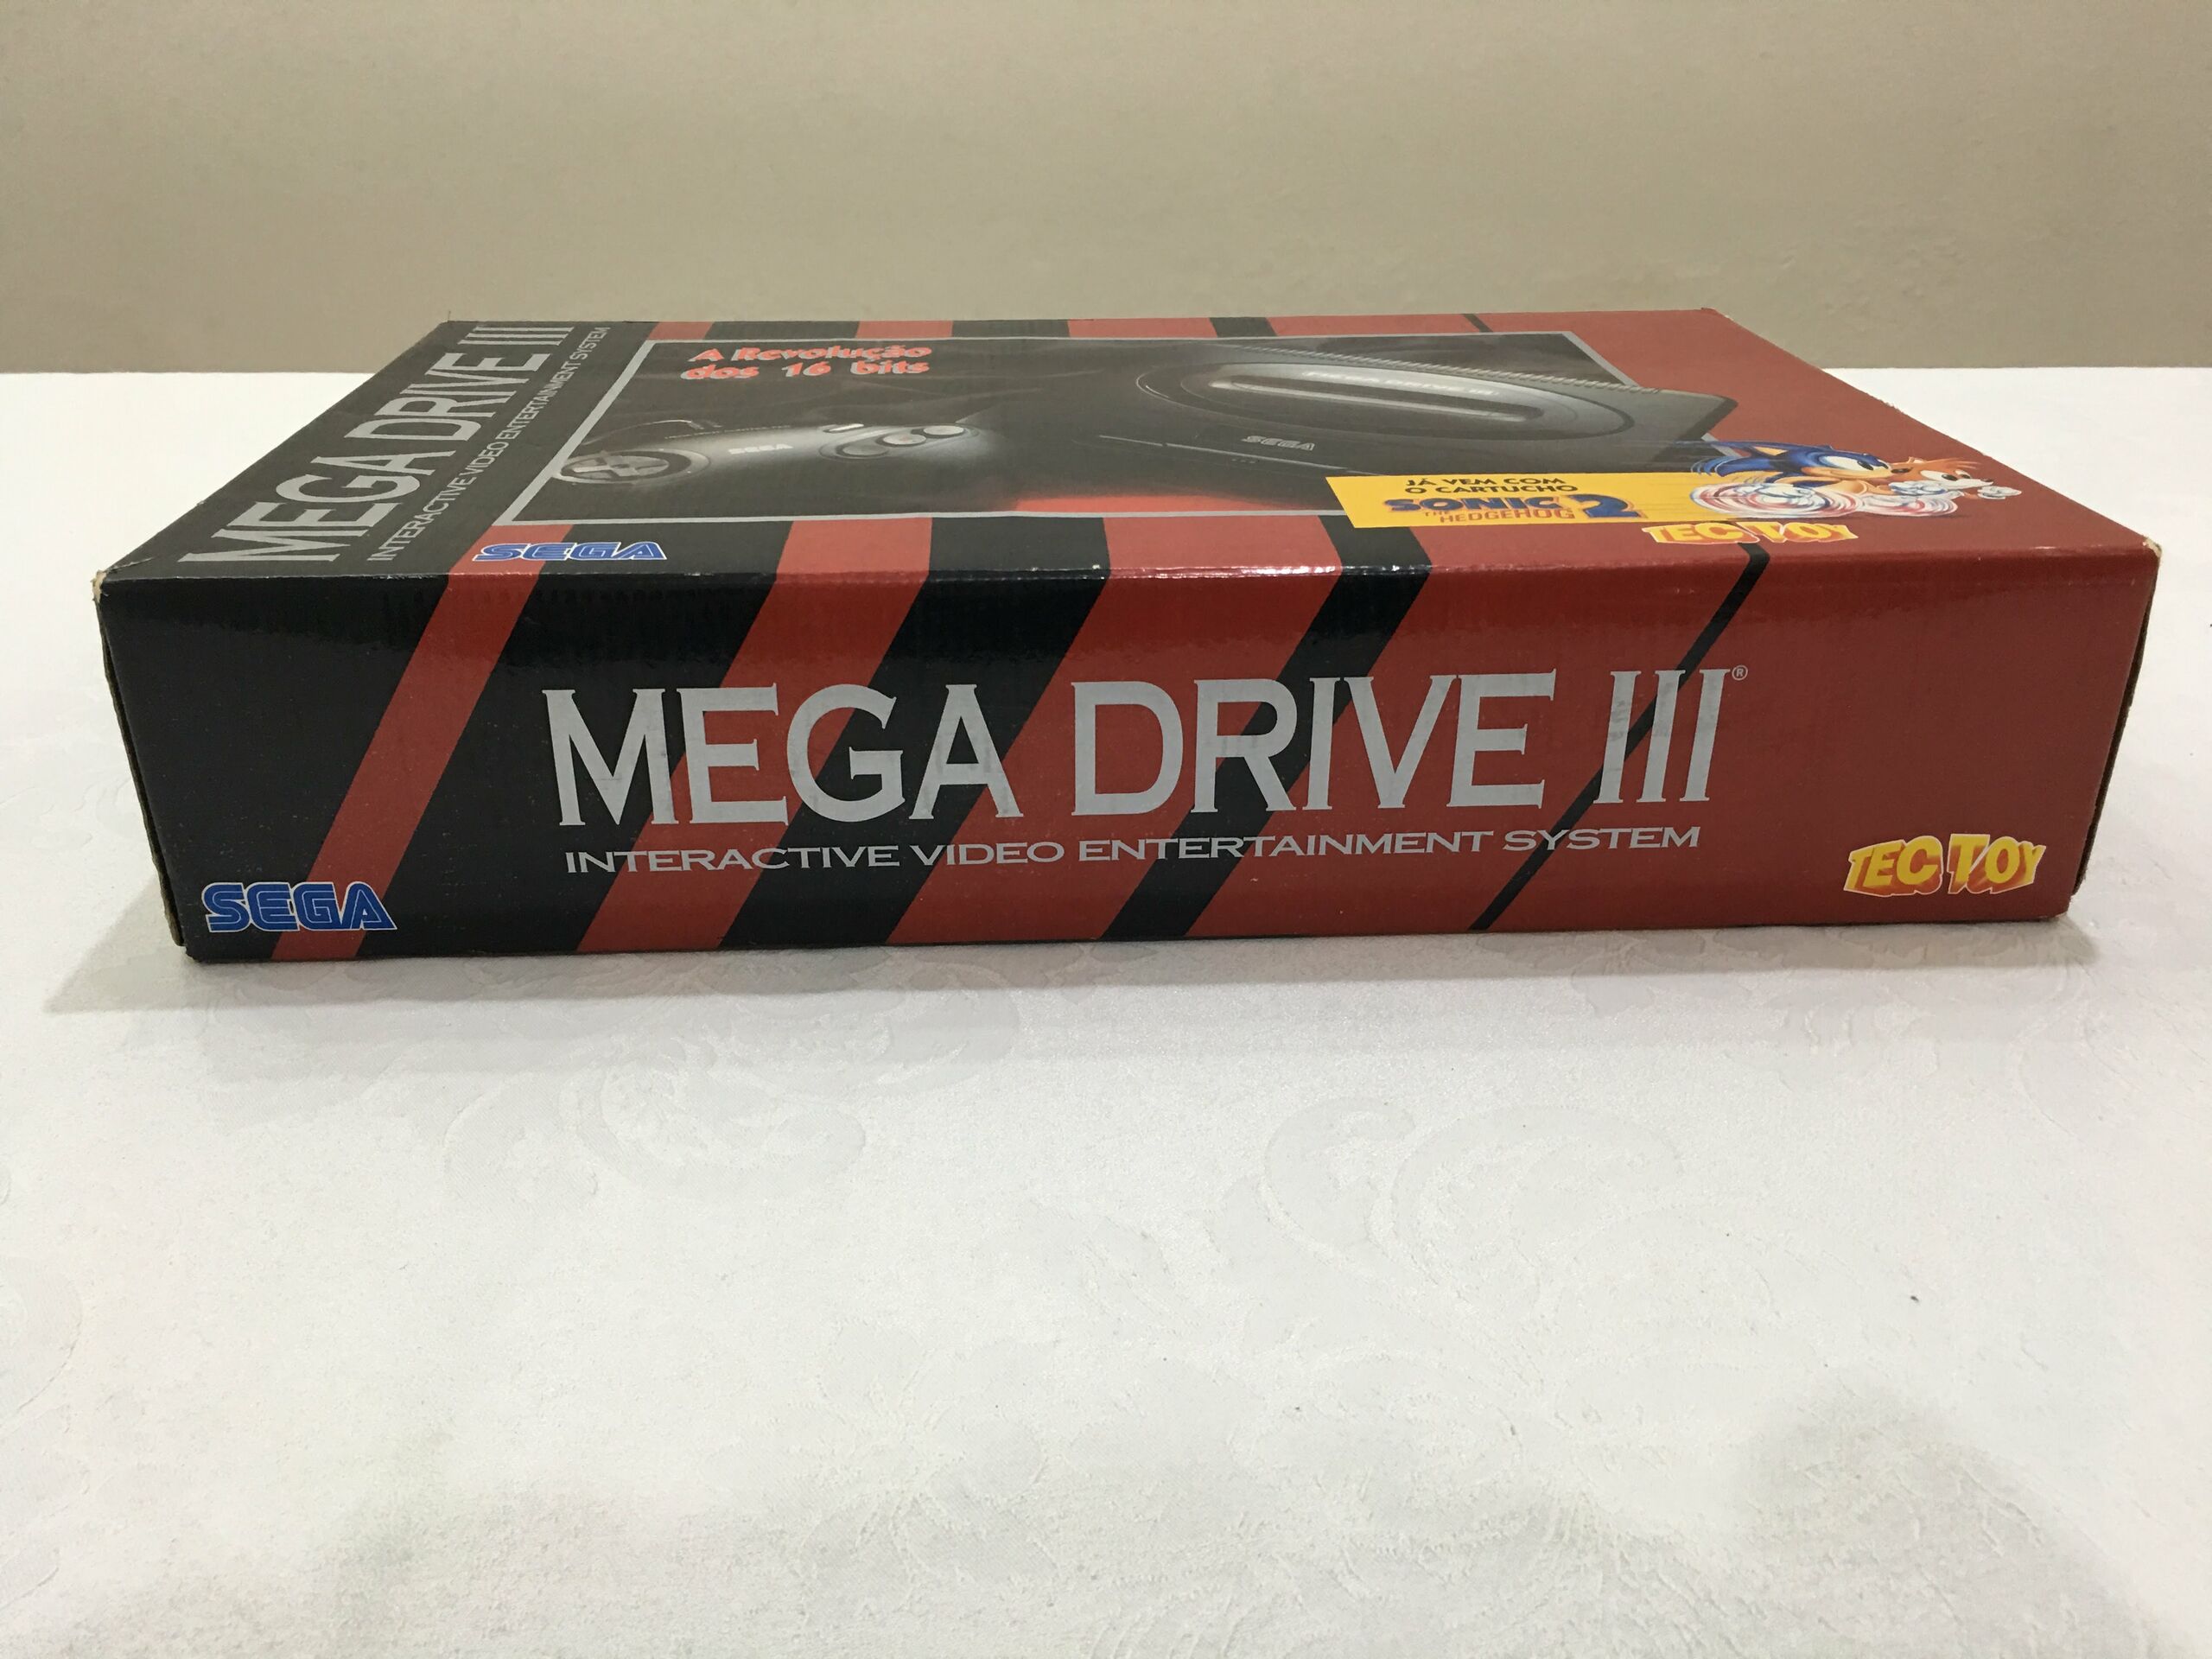 MEGA DRIVE III
INTERACTIVE VIDEO ENTERTAINMENT SYSTEM
A Revolução
dos 16 bits
SEGA
SEGA
JÁ VEM COM
O CARTUCHO
SONIC 2
THE HEDGEHOG
SEGA
TEC TOY
MEGA DRIVE III®
INTERACTIVE VIDEO ENTERTAINMENT SYSTEM
SEGA
TEC TOY